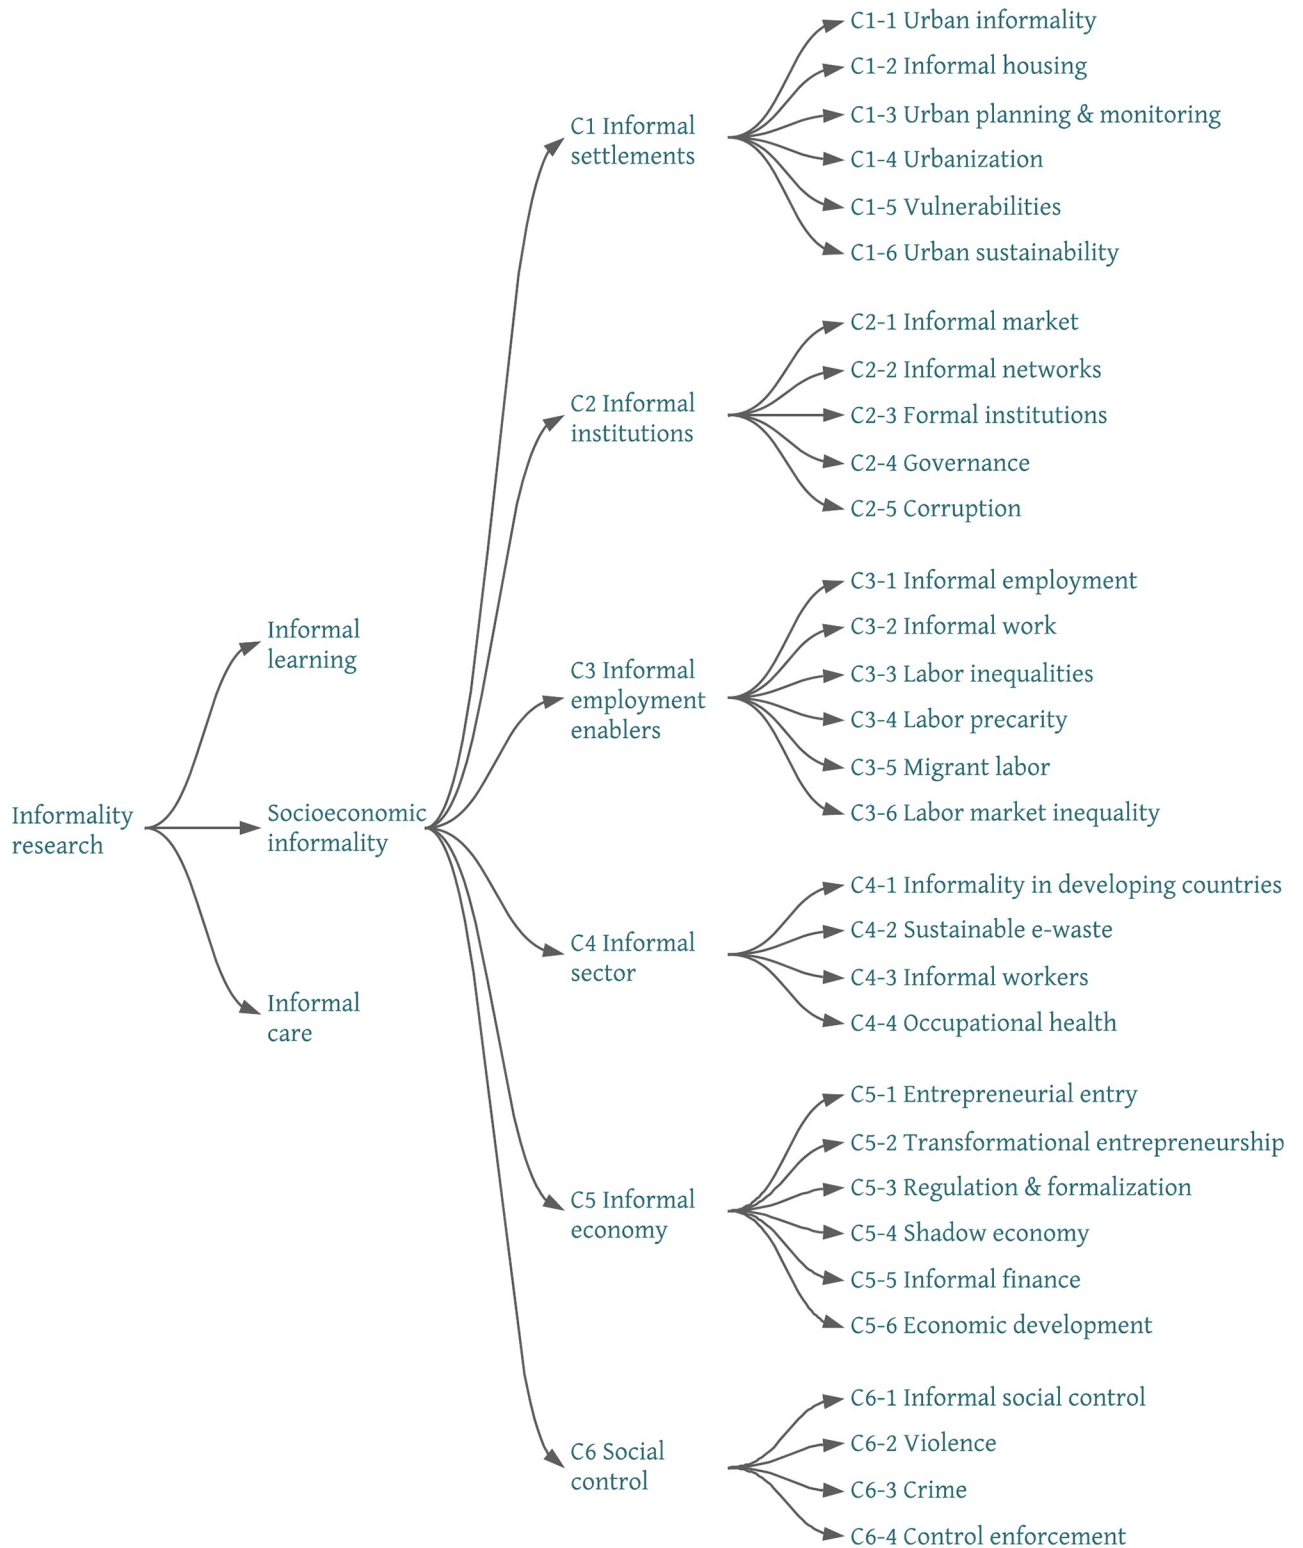 Informality
research
Informal
learning
Socioeconomic
informality
Informal
care
C1 Informal
settlements
C1-1 Urban informality
C1-2 Informal housing
C1-3 Urban planning & monitoring
C1-4 Urbanization
C1-5 Vulnerabilities
C1-6 Urban sustainability
C2 Informal
institutions
C2-1 Informal market
C2-2 Informal networks
C2-3 Formal institutions
C2-4 Governance
C2-5 Corruption
C3 Informal
employment
enablers
C3-1 Informal employment
C3-2 Informal work
C3-3 Labor inequalities
C3-4 Labor precarity
C3-5 Migrant labor
C3-6 Labor market inequality
C4 Informal
sector
C4-1 Informality in developing countries
C4-2 Sustainable e-waste
C4-3 Informal workers
C4-4 Occupational health
C5 Informal
economy
C5-1 Entrepreneurial entry
C5-2 Transformational entrepreneurship
C5-3 Regulation & formalization
C5-4 Shadow economy
C5-5 Informal finance
C5-6 Economic development
C6 Social
control
C6-1 Informal social control
C6-2 Violence
C6-3 Crime
C6-4 Control enforcement